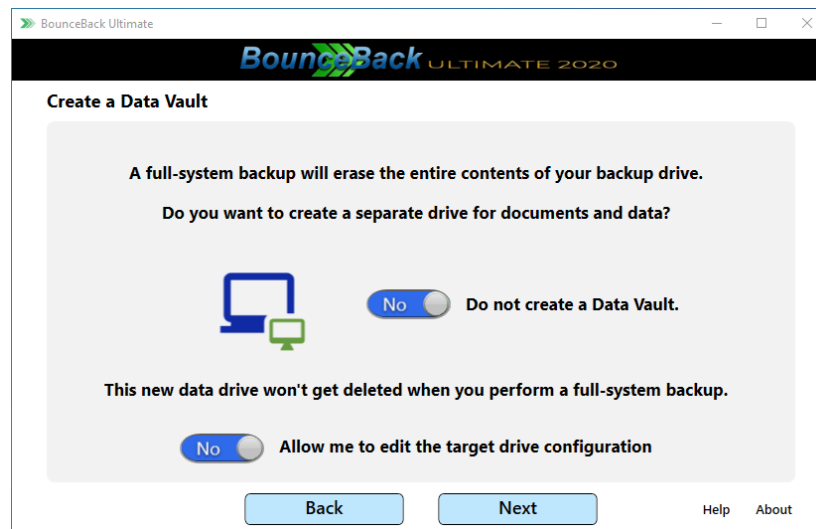 BounceBack Ultimate
BounceBack ULTIMATE 2020
Create a Data Vault
A full-system backup will erase the entire contents of your backup drive.
Do you want to create a separate drive for documents and data?
No Do not create a Data Vault.
This new data drive won't get deleted when you perform a full-system backup.
No Allow me to edit the target drive configuration
Back Next Help About